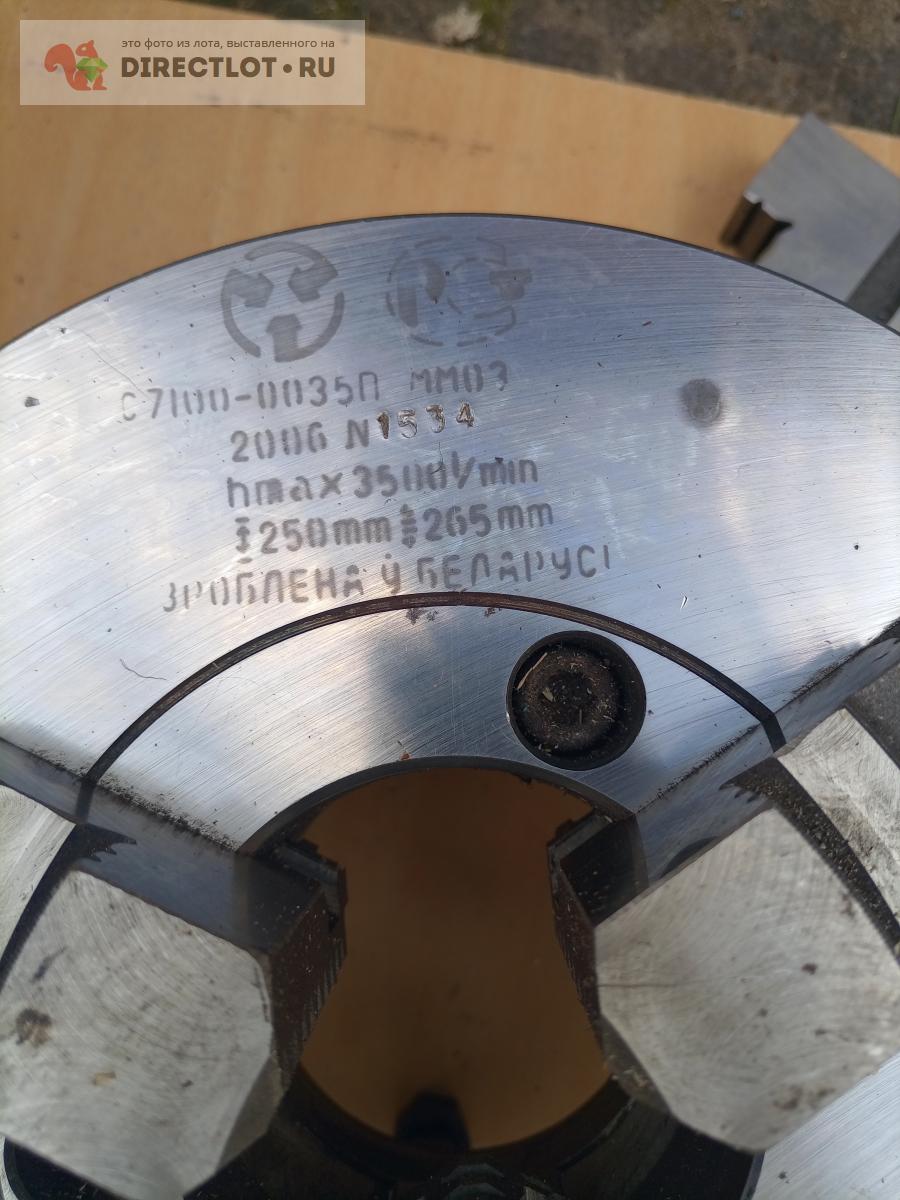 это фото из лота, выставленного на
DIRECTLOT•RU
С7100-0035П ММ03
2006 N1534
nmax 3500 1/min
250mm 265mm
ЗРОБЛЕНА Ў БЕЛАРУСІ